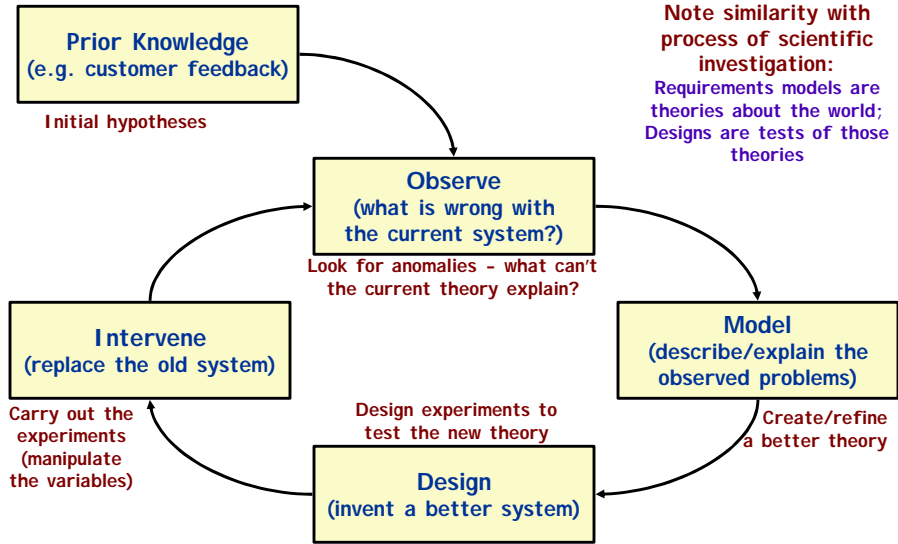 Prior Knowledge
(e.g. customer feedback)
Initial hypotheses
Note similarity with
process of scientific
investigation:
Requirements models are
theories about the world;
Designs are tests of those
theories
Observe
(what is wrong with
the current system?)
Look for anomalies – what can't
the current theory explain?
Model
(describe/explain the
observed problems)
Create/refine
a better theory
Design experiments to
test the new theory
Design
(invent a better system)
Intervene
(replace the old system)
Carry out the
experiments
(manipulate
the variables)